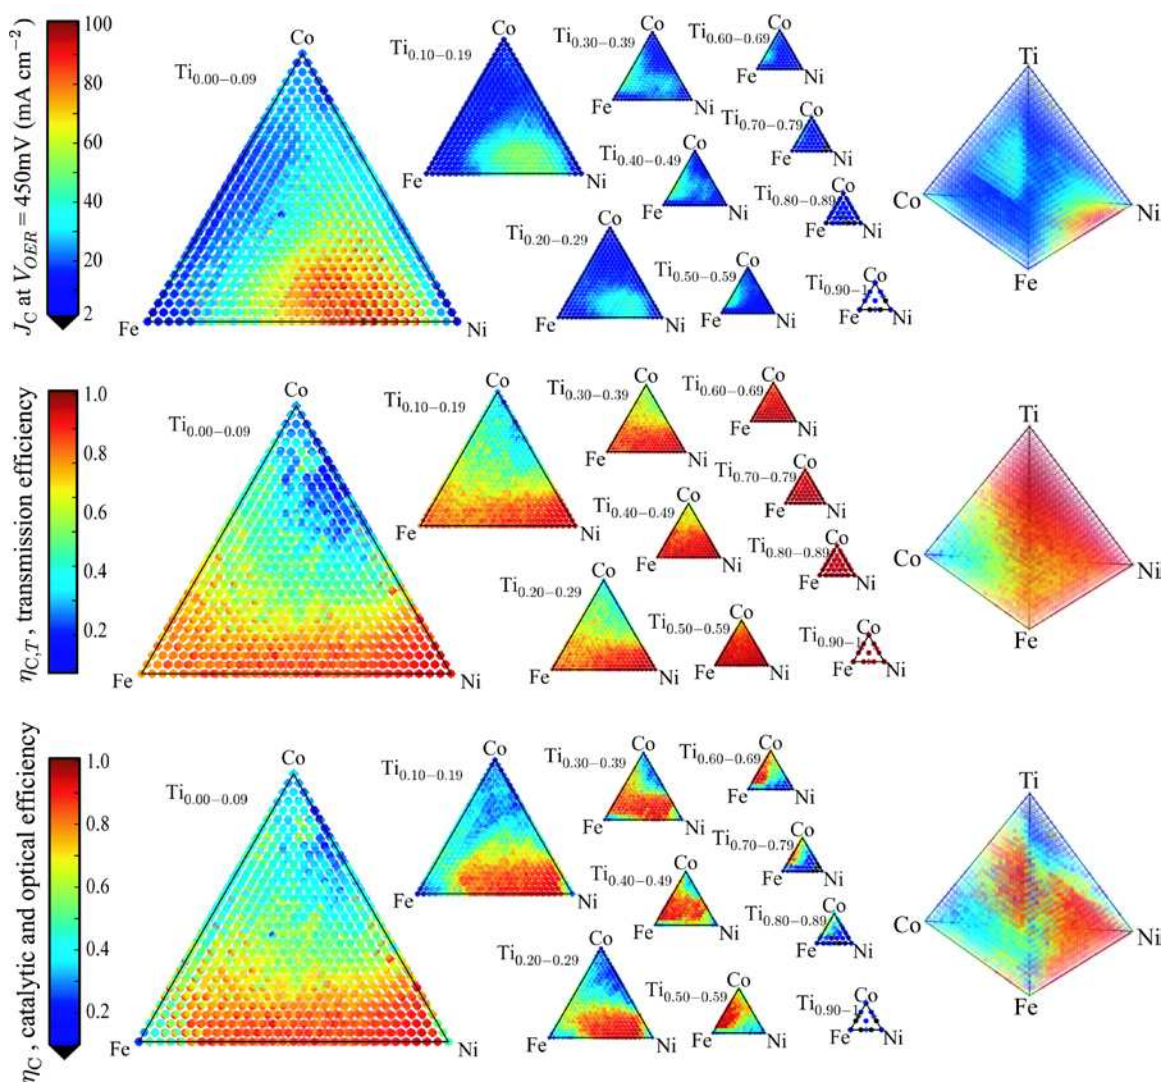 J_C at V_OER = 450mV (mA cm⁻²)
100
80
60
40
20
2
Co
Ti0.00−0.09
Fe
Ni
Co
Ti0.10−0.19
Fe
Ni
Co
Ti0.20−0.29
Fe
Ni
Co
Ti0.30−0.39
Fe
Ni
Co
Ti0.40−0.49
Fe
Ni
Co
Ti0.50−0.59
Fe
Ni
Co
Ti0.60−0.69
Fe
Ni
Co
Ti0.70−0.79
Fe
Ni
Co
Ti0.80−0.89
Fe
Ni
Co
Ti0.90−1
Fe
Ni
Ti
Co
Ni
Fe
η_C,T, transmission efficiency
1.0
0.8
0.6
0.4
0.2
Co
Ti0.00−0.09
Fe
Ni
Co
Ti0.10−0.19
Fe
Ni
Co
Ti0.20−0.29
Fe
Ni
Co
Ti0.30−0.39
Fe
Ni
Co
Ti0.40−0.49
Fe
Ni
Co
Ti0.50−0.59
Fe
Ni
Co
Ti0.60−0.69
Fe
Ni
Co
Ti0.70−0.79
Fe
Ni
Co
Ti0.80−0.89
Fe
Ni
Co
Ti0.90−1
Fe
Ni
Ti
Co
Ni
Fe
η_C , catalytic and optical efficiency
1.0
0.8
0.6
0.4
0.2
Co
Ti0.00−0.09
Fe
Ni
Co
Ti0.10−0.19
Fe
Ni
Co
Ti0.20−0.29
Fe
Ni
Co
Ti0.30−0.39
Fe
Ni
Co
Ti0.40−0.49
Fe
Ni
Co
Ti0.50−0.59
Fe
Ni
Co
Ti0.60−0.69
Fe
Ni
Co
Ti0.70−0.79
Fe
Ni
Co
Ti0.80−0.89
Fe
Ni
Co
Ti0.90−1
Fe
Ni
Ti
Co
Ni
Fe